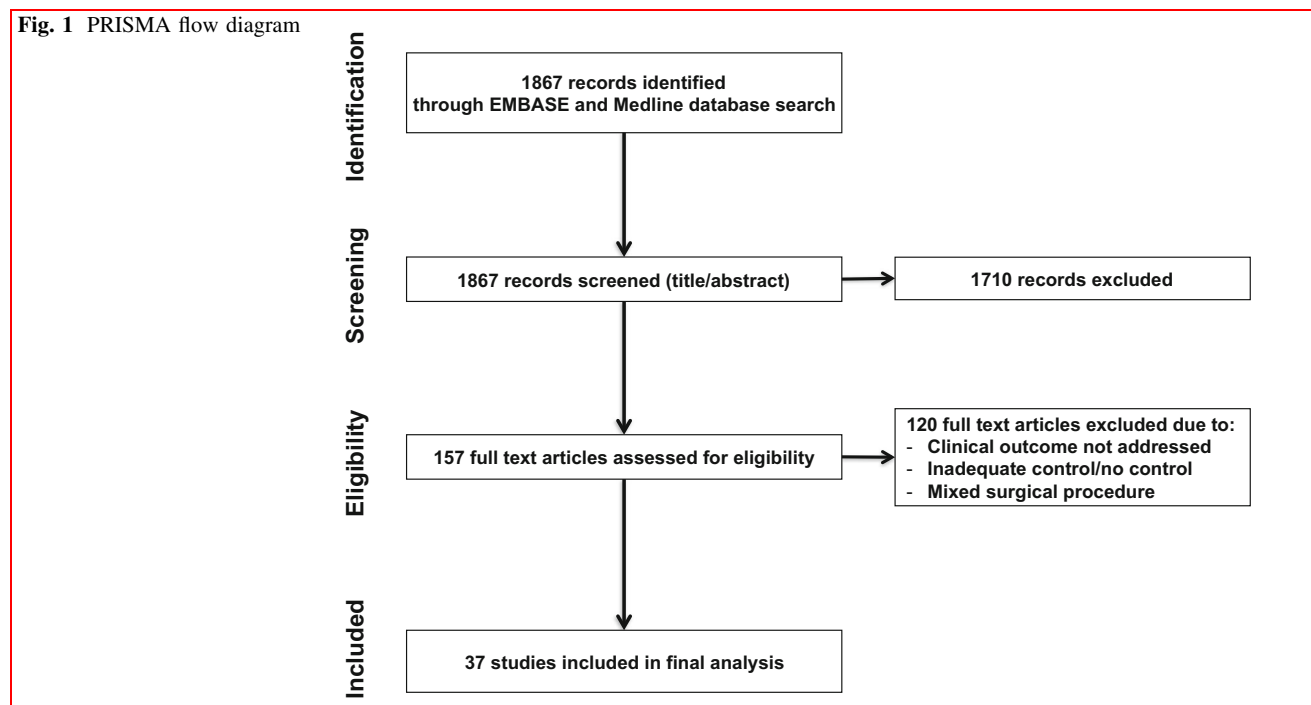 Fig. 1 PRISMA flow diagram
Identification
1867 records identified
through EMBASE and Medline database search
Screening
1867 records screened (title/abstract)
1710 records excluded
Eligibility
157 full text articles assessed for eligibility
120 full text articles excluded due to:
- Clinical outcome not addressed
- Inadequate control/no control
- Mixed surgical procedure
Included
37 studies included in final analysis